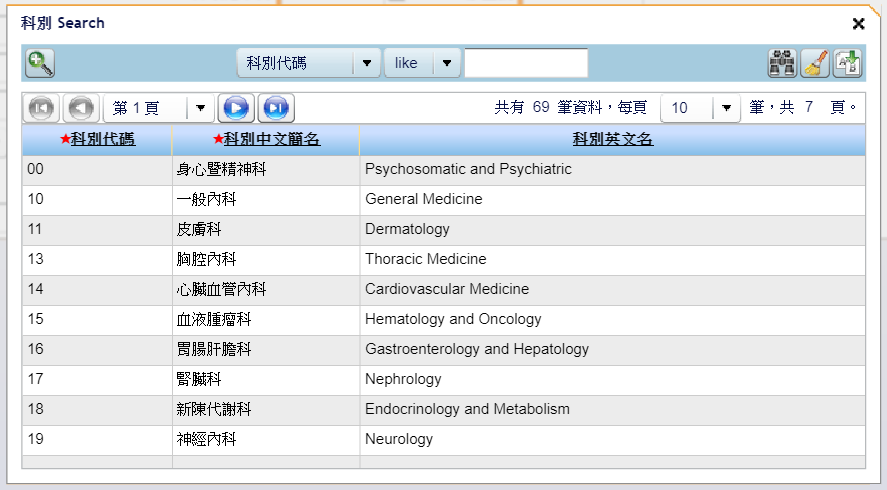 科別 Search
科別代碼 like
第 1 頁 共有 69 筆資料，每頁 10 筆，共 7 頁。
★科別代碼 ★科別中文簡名 科別英文名
00 身心暨精神科 Psychosomatic and Psychiatric
10 一般內科 General Medicine
11 皮膚科 Dermatology
13 胸腔內科 Thoracic Medicine
14 心臟血管內科 Cardiovascular Medicine
15 血液腫瘤科 Hematology and Oncology
16 胃腸肝膽科 Gastroenterology and Hepatology
17 腎臟科 Nephrology
18 新陳代謝科 Endocrinology and Metabolism
19 神經內科 Neurology